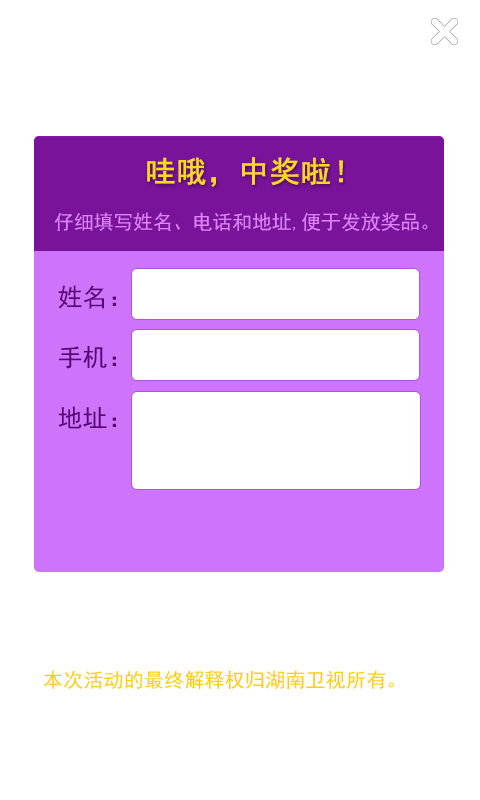 哇哦，中奖啦！
仔细填写姓名、电话和地址,便于发放奖品。
姓名：
手机：
地址：
本次活动的最终解释权归湖南卫视所有。